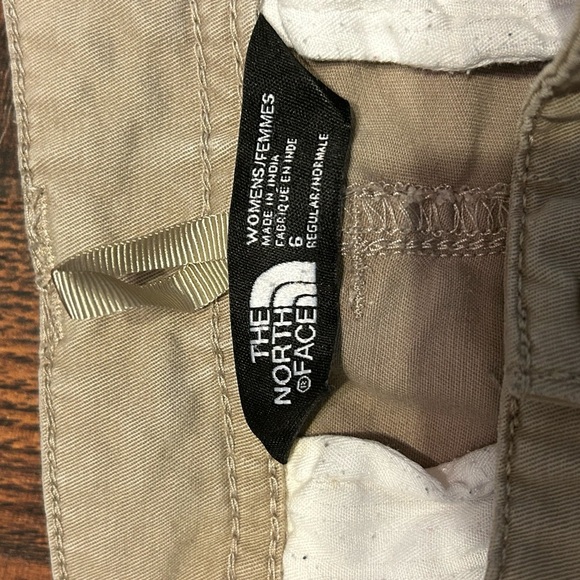 WOMENS/FEMMES
MADE IN INDIA
FABRIQUÉ EN INDE
6
REGULAR/NORMALE
THE
NORTH
FACE
®